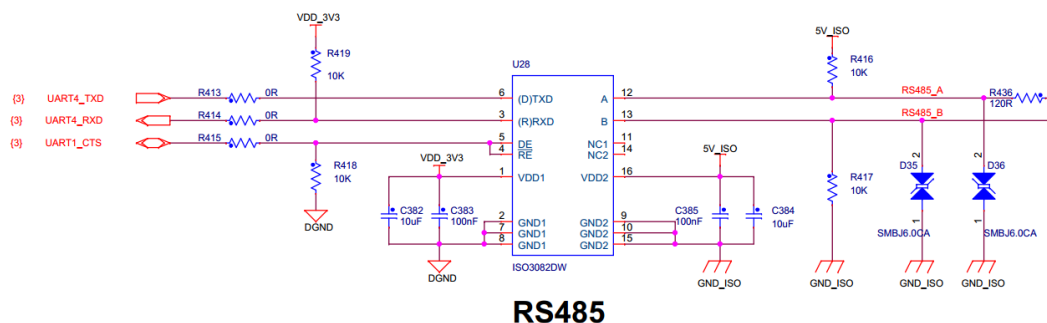 VDD_3V3
5V_ISO
R419
10K
U28
R416
10K
{3} UART4_TXD R413 0R 6 (D)TXD A 12 RS485_A R436
120R
{3} UART4_RXD R414 0R 3 (R)RXD B 13 RS485_B
{3} UART1_CTS R415 0R 5 DE NC1 11
4 RE NC2 14
VDD_3V3
5V_ISO
R418
10K
1 VDD1 VDD2 16
R417
10K
2 D35 2 D36
C382
10uF
C383
100nF
C385
100nF
C384
10uF
DGND
2 GND1 GND2 9
7 GND1 GND2 10
8 GND1 GND2 15
1 1
SMBJ6.0CA SMBJ6.0CA
ISO3082DW
DGND
GND_ISO GND_ISO GND_ISO GND_ISO
RS485